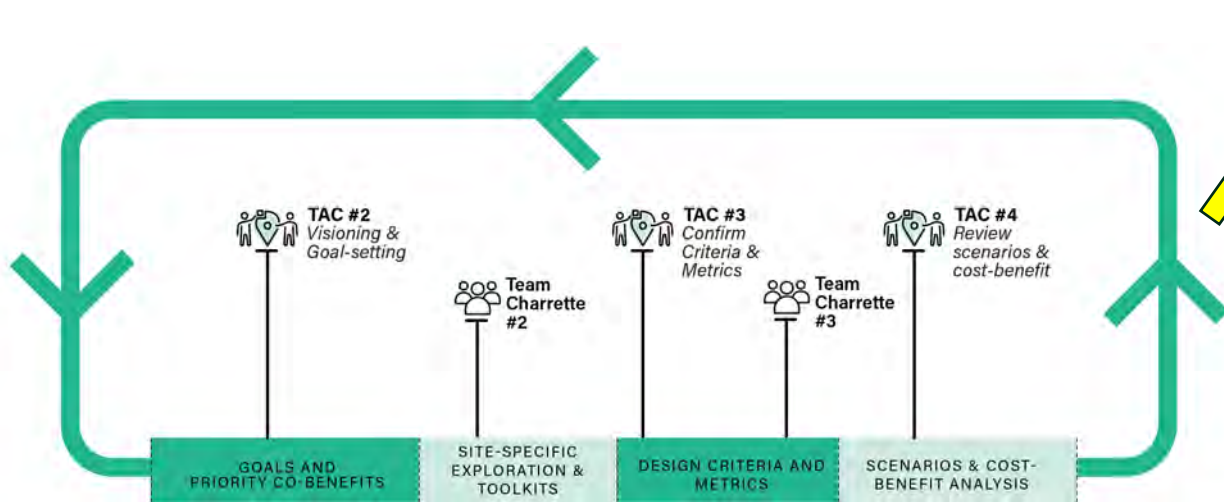 TAC #2
Visioning &
Goal-setting
Team
Charrette
#2
TAC #3
Confirm
Criteria &
Metrics
Team
Charrette
#3
TAC #4
Review
scenarios &
cost-benefit
GOALS AND
PRIORITY CO-BENEFITS
SITE-SPECIFIC
EXPLORATION &
TOOLKITS
DESIGN CRITERIA AND
METRICS
SCENARIOS & COST-
BENEFIT ANALYSIS